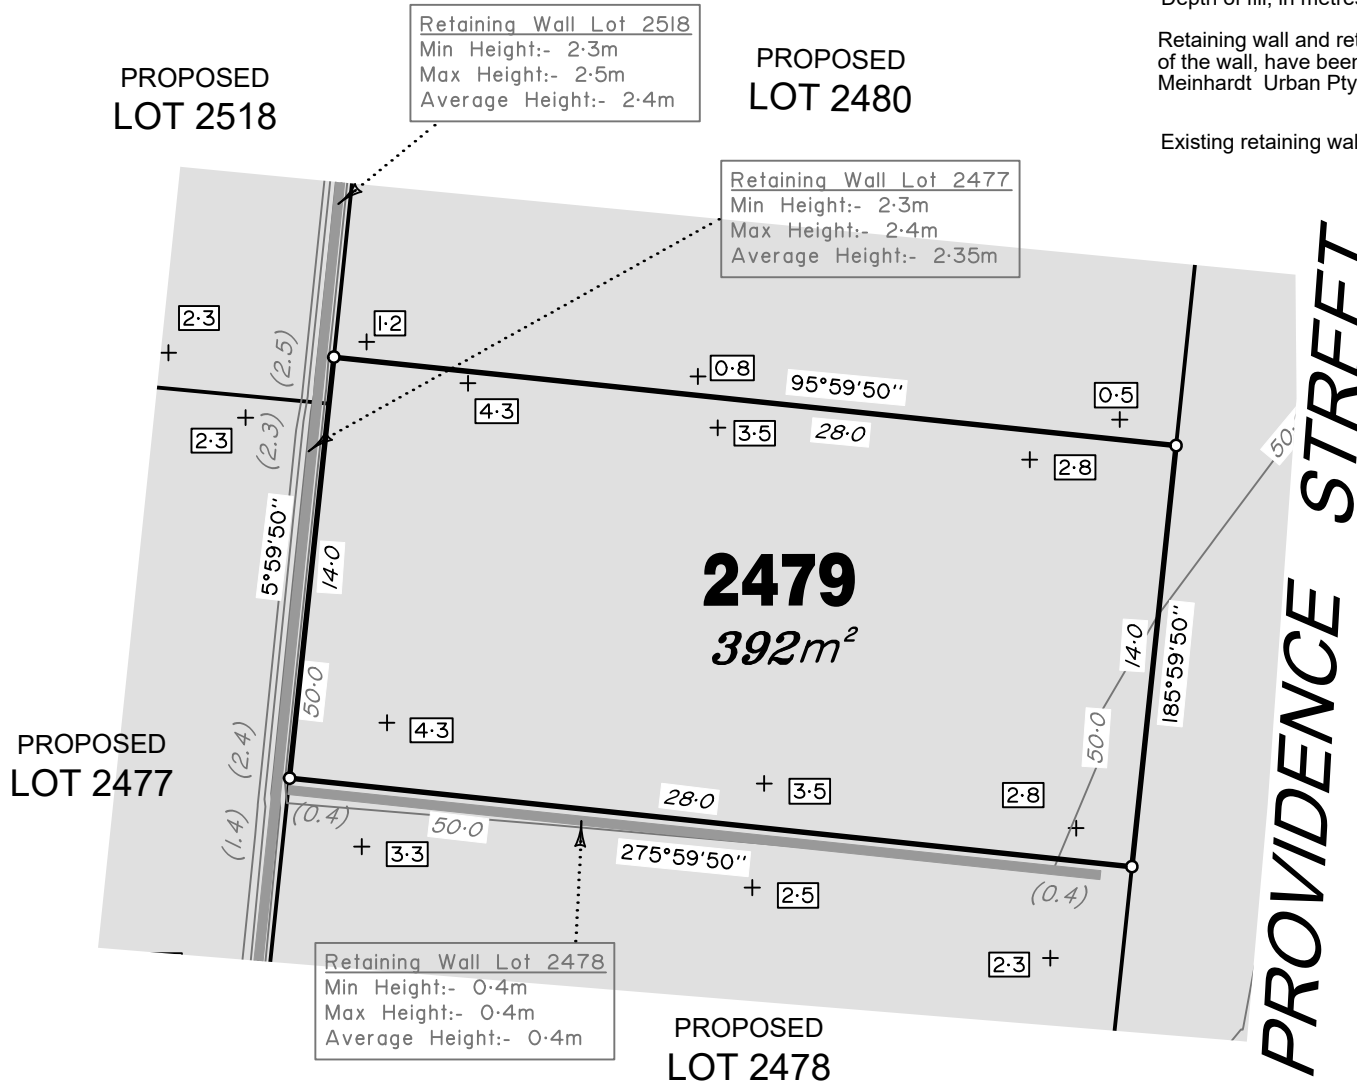 Depth of fill, in metres
Retaining wall and ret
of the wall, have been
Meinhardt Urban Pty
Existing retaining wal
Retaining Wall Lot 2518
Min Height:- 2·3m
Max Height:- 2·5m
Average Height:- 2·4m
PROPOSED
LOT 2518
PROPOSED
LOT 2480
Retaining Wall Lot 2477
Min Height:- 2·3m
Max Height:- 2·4m
Average Height:- 2·35m
2·3
1·2
(2.5)
0·8
95°59'50''
0·5
4·3
2·3
(2.3)
3·5
28·0
2·8
50·
5°59'50''
14·0
2479
392m²
14·0
185°59'50''
50·0
4·3
50·0
PROPOSED
LOT 2477
(2.4)
(1.4)
3·5
2·8
28·0
(0.4)
50·0
275°59'50''
3·3
2·5
(0.4)
2·3
Retaining Wall Lot 2478
Min Height:- 0·4m
Max Height:- 0·4m
Average Height:- 0·4m
PROPOSED
LOT 2478
PROVIDENCE STREET